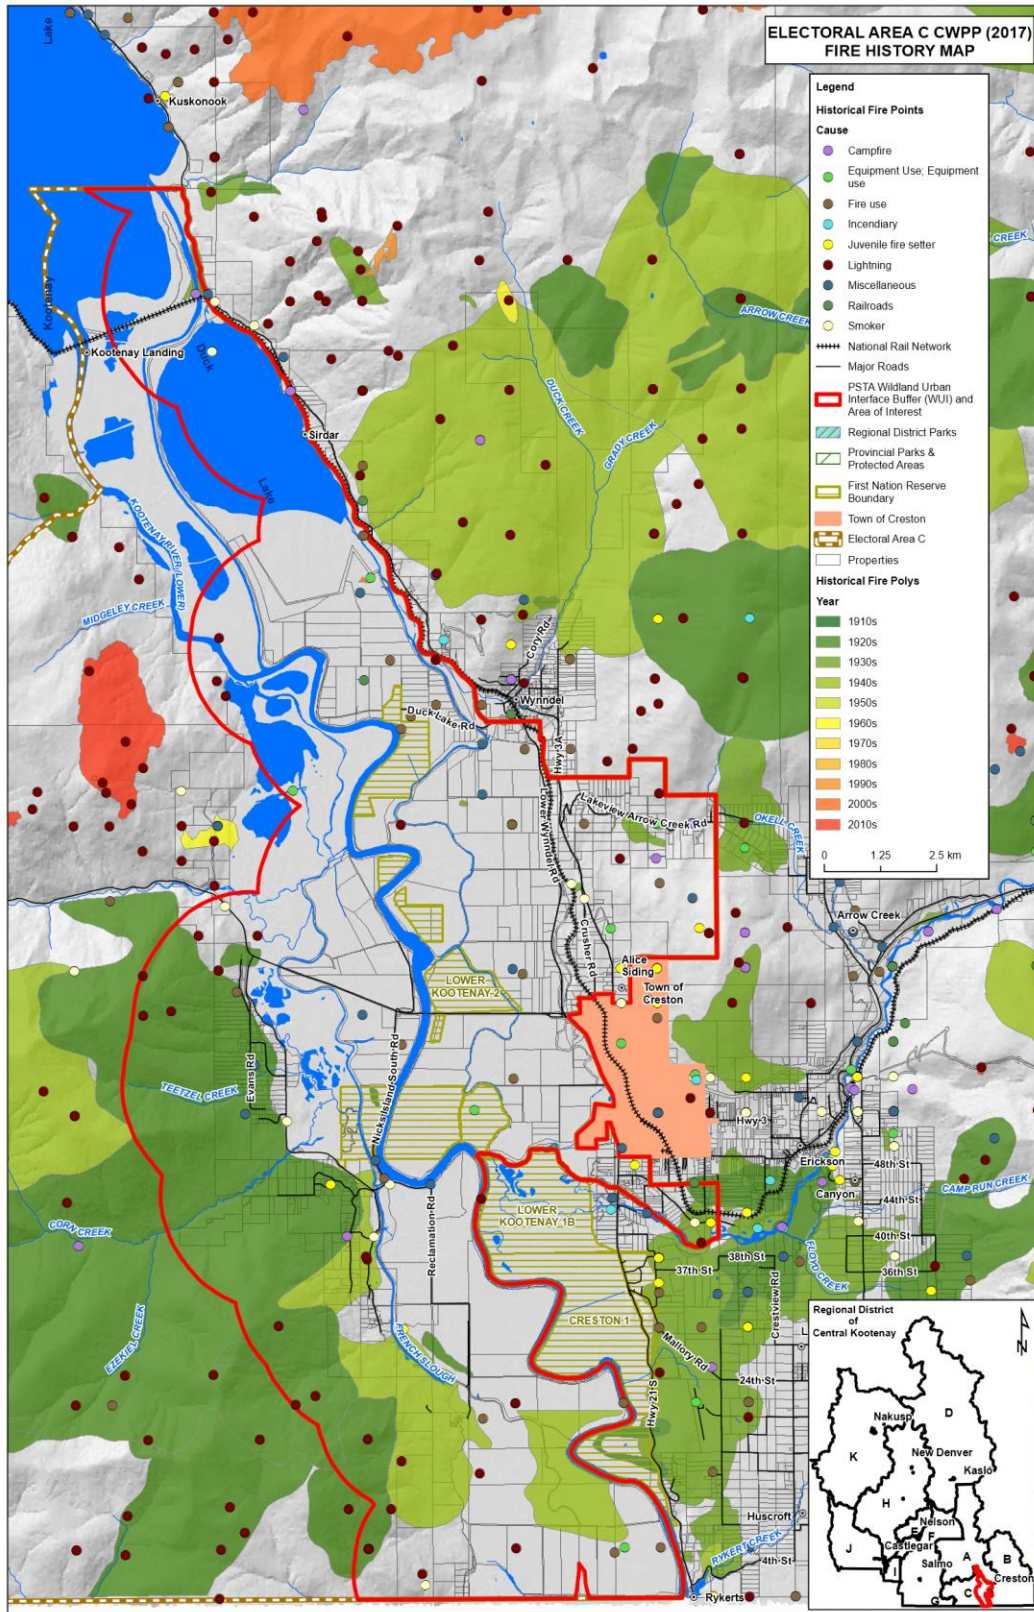 ELECTORAL AREA C CWPP (2017)
FIRE HISTORY MAP
Legend
Historical Fire Points
Cause
Campfire
Equipment Use; Equipment
use
Fire use
Incendiary
Juvenile fire setter
Lightning
Miscellaneous
Railroads
Smoker
National Rail Network
Major Roads
PSTA Wildland Urban
Interface Buffer (WUI) and
Area of Interest
Regional District Parks
Provincial Parks &
Protected Areas
First Nation Reserve
Boundary
Town of Creston
Electoral Area C
Properties
Historical Fire Polys
Year
1910s
1920s
1930s
1940s
1950s
1960s
1970s
1980s
1990s
2000s
2010s
0 1.25 2.5 km
Lake
Kuskonook
Kootenay
Kootenay Landing
Duck
Sirdar
Lake
CREEK
ARROW CREEK
DUCK CREEK
GRADY CREEK
KOOTENAY RIVER (LOWER)
MIDGELEY CREEK
Cory Rd
Wynndel
Duck Lake Rd
Hwy 3A
Lower Wynndel Rd
Lakeview Arrow Creek Rd
OKELL CREEK
Arrow Creek
Crusher Rd
Alice
Siding
Town of
Creston
LOWER
KOOTENAY 2
Nicks Island South Rd
Evans Rd
TEETZEL CREEK
Hwy 3
Erickson
48th St
Canyon
44th St
CAMP RUN CREEK
40th St
36th St
38th St
37th St
FLOYD CREEK
LOWER
KOOTENAY 1B
Reclamation Rd
CORN CREEK
EZEKIEL CREEK
FRENCH SLOUGH
CRESTON 1
Crestview Rd
Mallory Rd
24th St
Hwy 21 S
L
Huscroft
RYKERT CREEK
4th St
Rykerts
Regional District
of
Central Kootenay
N
D
Nakusp
K
New Denver
Kaslo
H
Nelson
E
F
Castlegar
J
Salmo
A
B
I
Creston
C
G